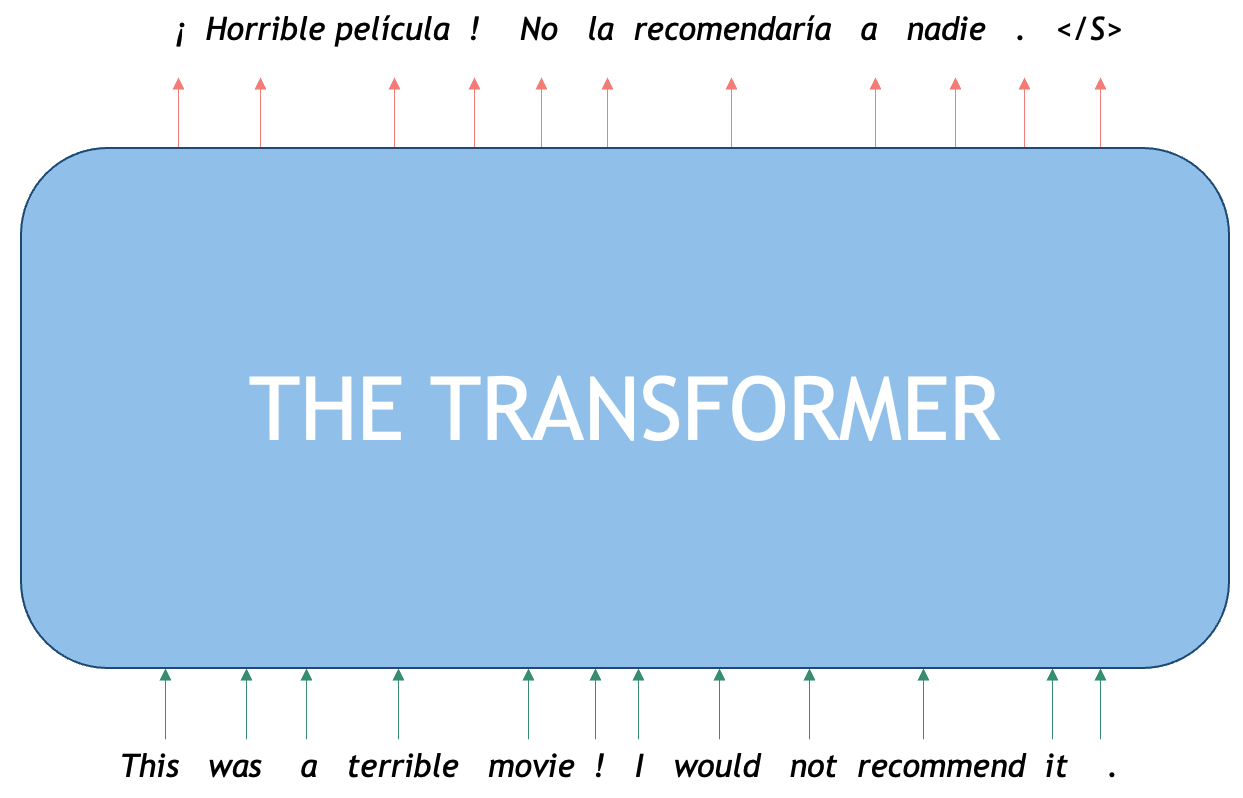 ¡ Horrible película ! No la recomendaría a nadie . </S>
THE TRANSFORMER
This was a terrible movie ! I would not recommend it .